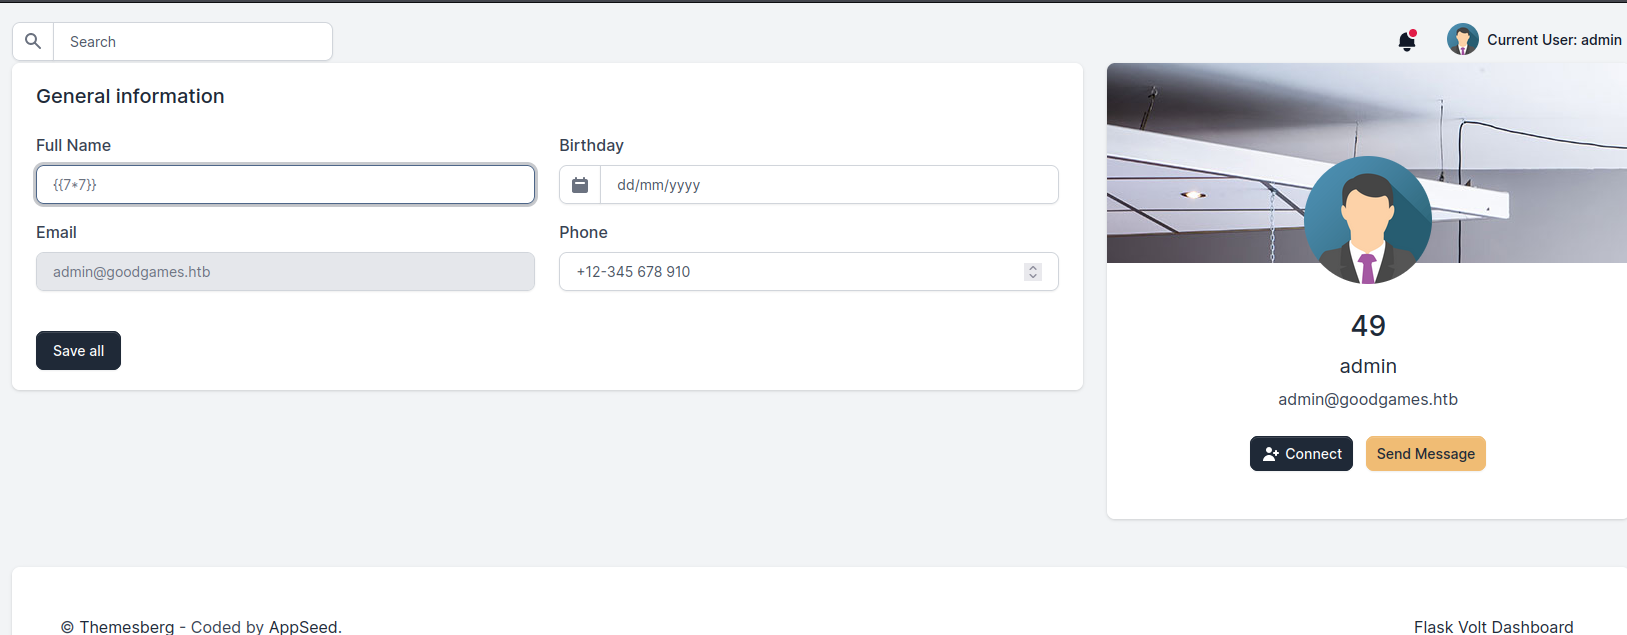 Search
Current User: admin
General information
Full Name
Birthday
{{7*7}}
dd/mm/yyyy
Email
Phone
admin@goodgames.htb
+12-345 678 910
Save all
49
admin
admin@goodgames.htb
Connect
Send Message
© Themesberg - Coded by AppSeed.
Flask Volt Dashboard